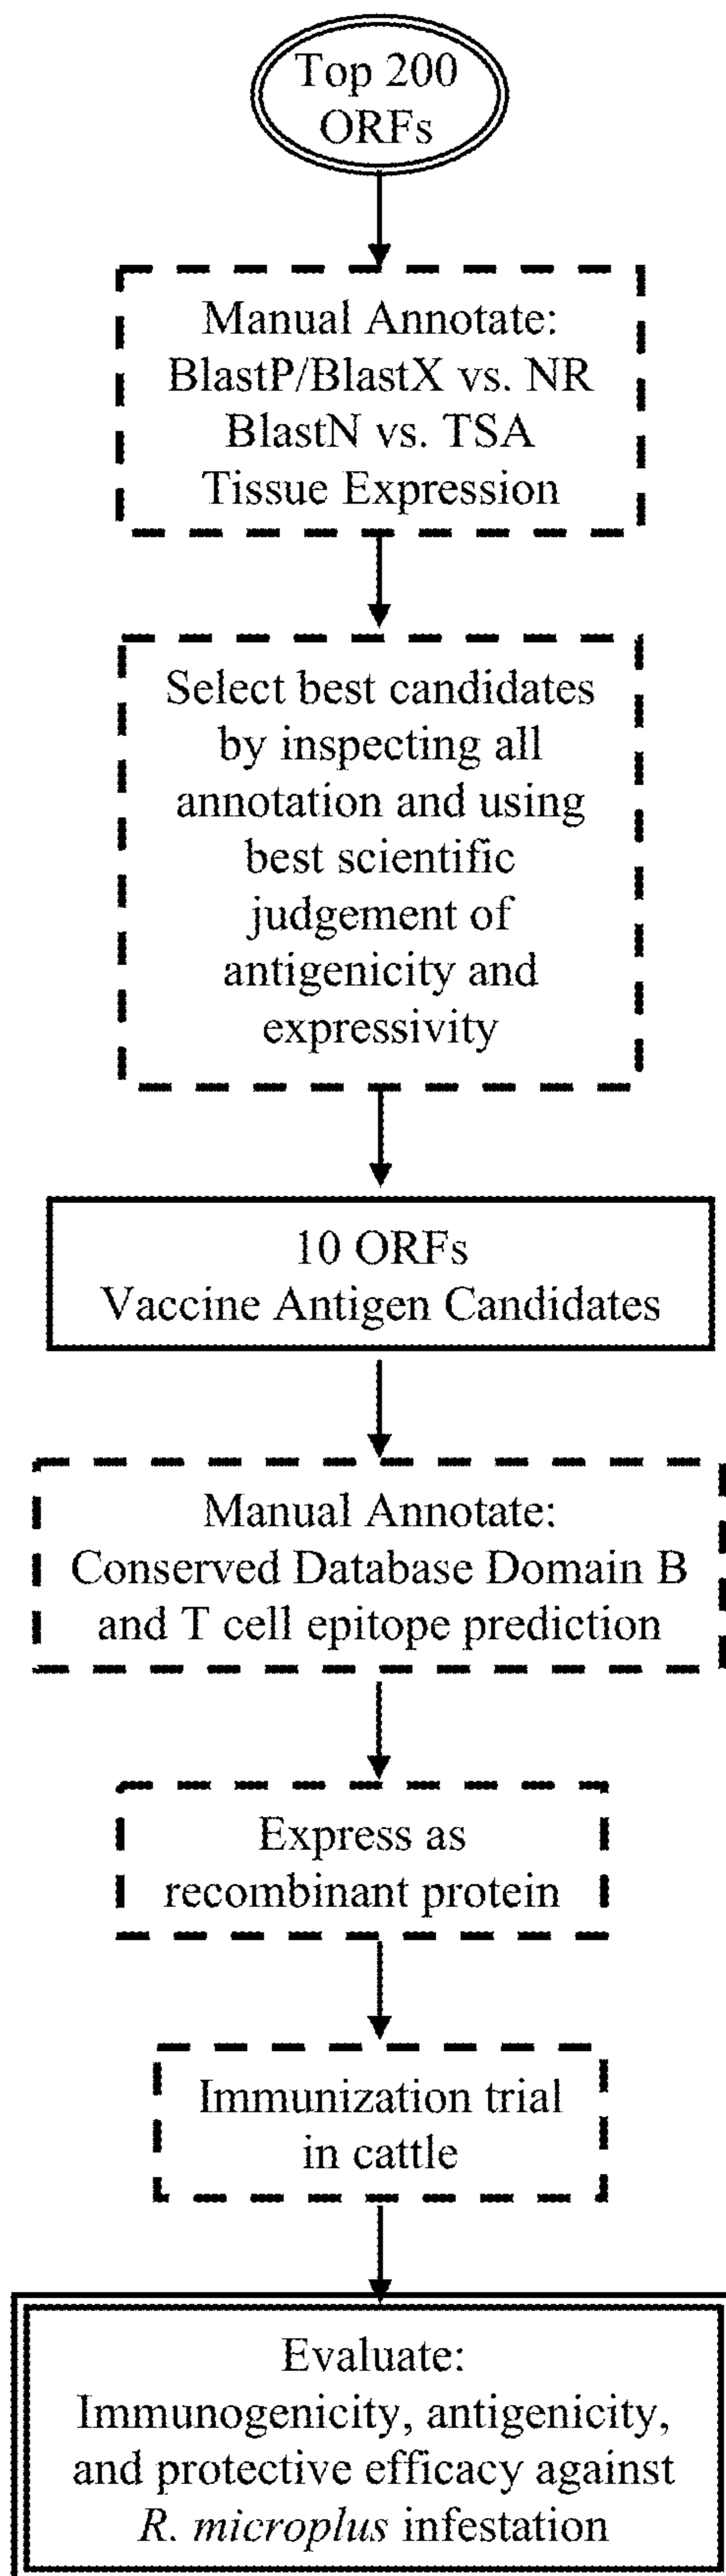 Top 200
ORFs
Manual Annotate:
BlastP/BlastX vs. NR
BlastN vs. TSA
Tissue Expression
Select best candidates
by inspecting all
annotation and using
best scientific
judgement of
antigenicity and
expressivity
10 ORFs
Vaccine Antigen Candidates
Manual Annotate:
Conserved Database Domain B
and T cell epitope prediction
Express as
recombinant protein
Immunization trial
in cattle
Evaluate:
Immunogenicity, antigenicity,
and protective efficacy against
R. microplus infestation